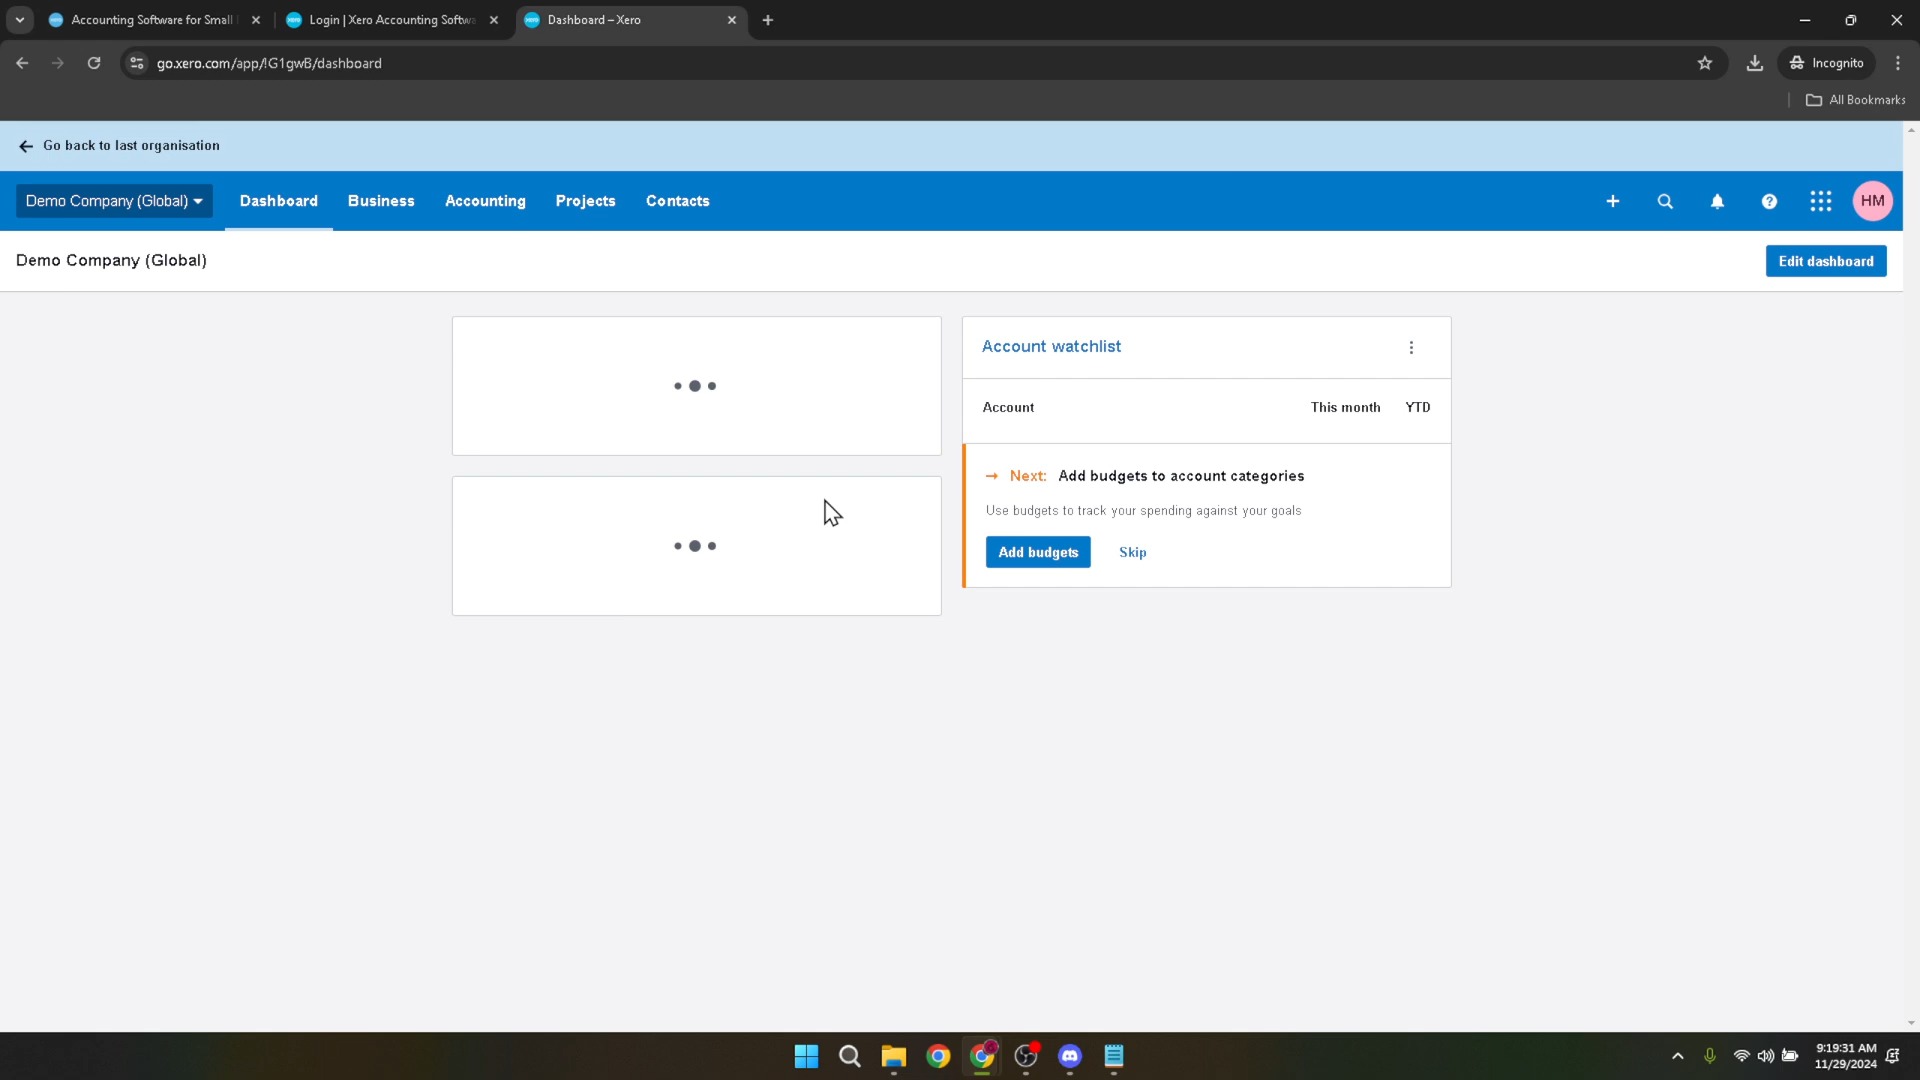 Accounting Software for Small
Login | Xero Accounting Softwa
Dashboard – Xero
go.xero.com/app/!G1gwB/dashboard
Incognito
All Bookmarks
Go back to last organisation
Demo Company (Global)
Dashboard
Business
Accounting
Projects
Contacts
HM
Demo Company (Global)
Edit dashboard
Account watchlist
Account
This month
YTD
→ Next: Add budgets to account categories
Use budgets to track your spending against your goals
Add budgets
Skip
9:19:31 AM
11/29/2024